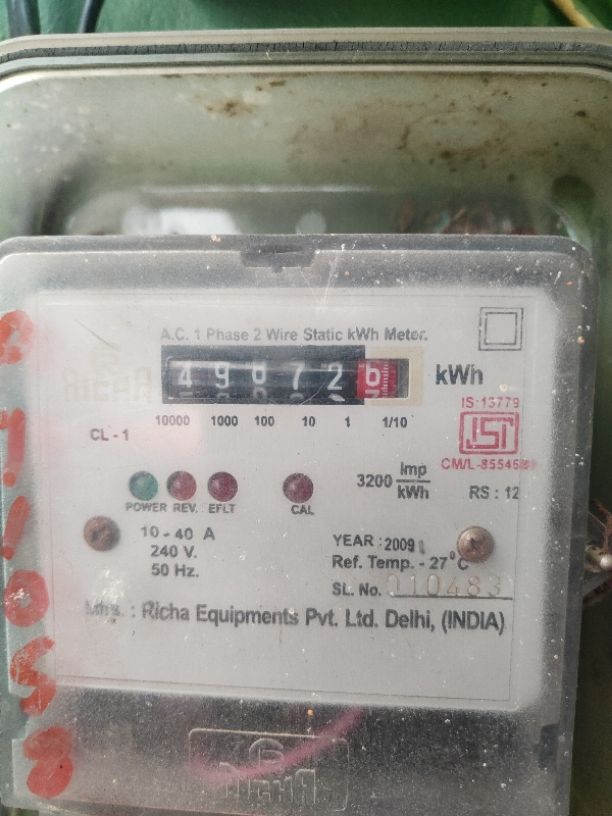 A.C. 1 Phase 2 Wire Static kWh Meter.
4 9 7 2 6 kWh
10000 1000 100 10 1 1/10
IS:13779
ISI
CL - 1
CM/L-85546
3200 Imp/kWh
RS : 12
POWER REV. EFLT CAL
10 - 40 A
240 V.
50 Hz.
YEAR : 2009
Ref. Temp. - 27°C
SL. No. 010483
Mfrs. : Richa Equipments Pvt. Ltd. Delhi, (INDIA)